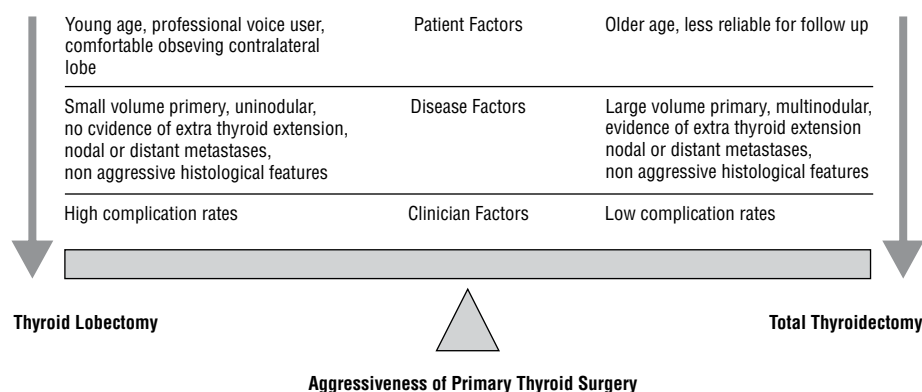 Young age, professional voice user,
comfortable obseving contralateral
lobe
Patient Factors
Older age, less reliable for follow up
Small volume primery, uninodular,
no cvidence of extra thyroid extension,
nodal or distant metastases,
non aggressive histological features
Disease Factors
Large volume primary, multinodular,
evidence of extra thyroid extension
nodal or distant metastases,
non aggressive histological features
High complication rates
Clinician Factors
Low complication rates
Thyroid Lobectomy
Total Thyroidectomy
Aggressiveness of Primary Thyroid Surgery